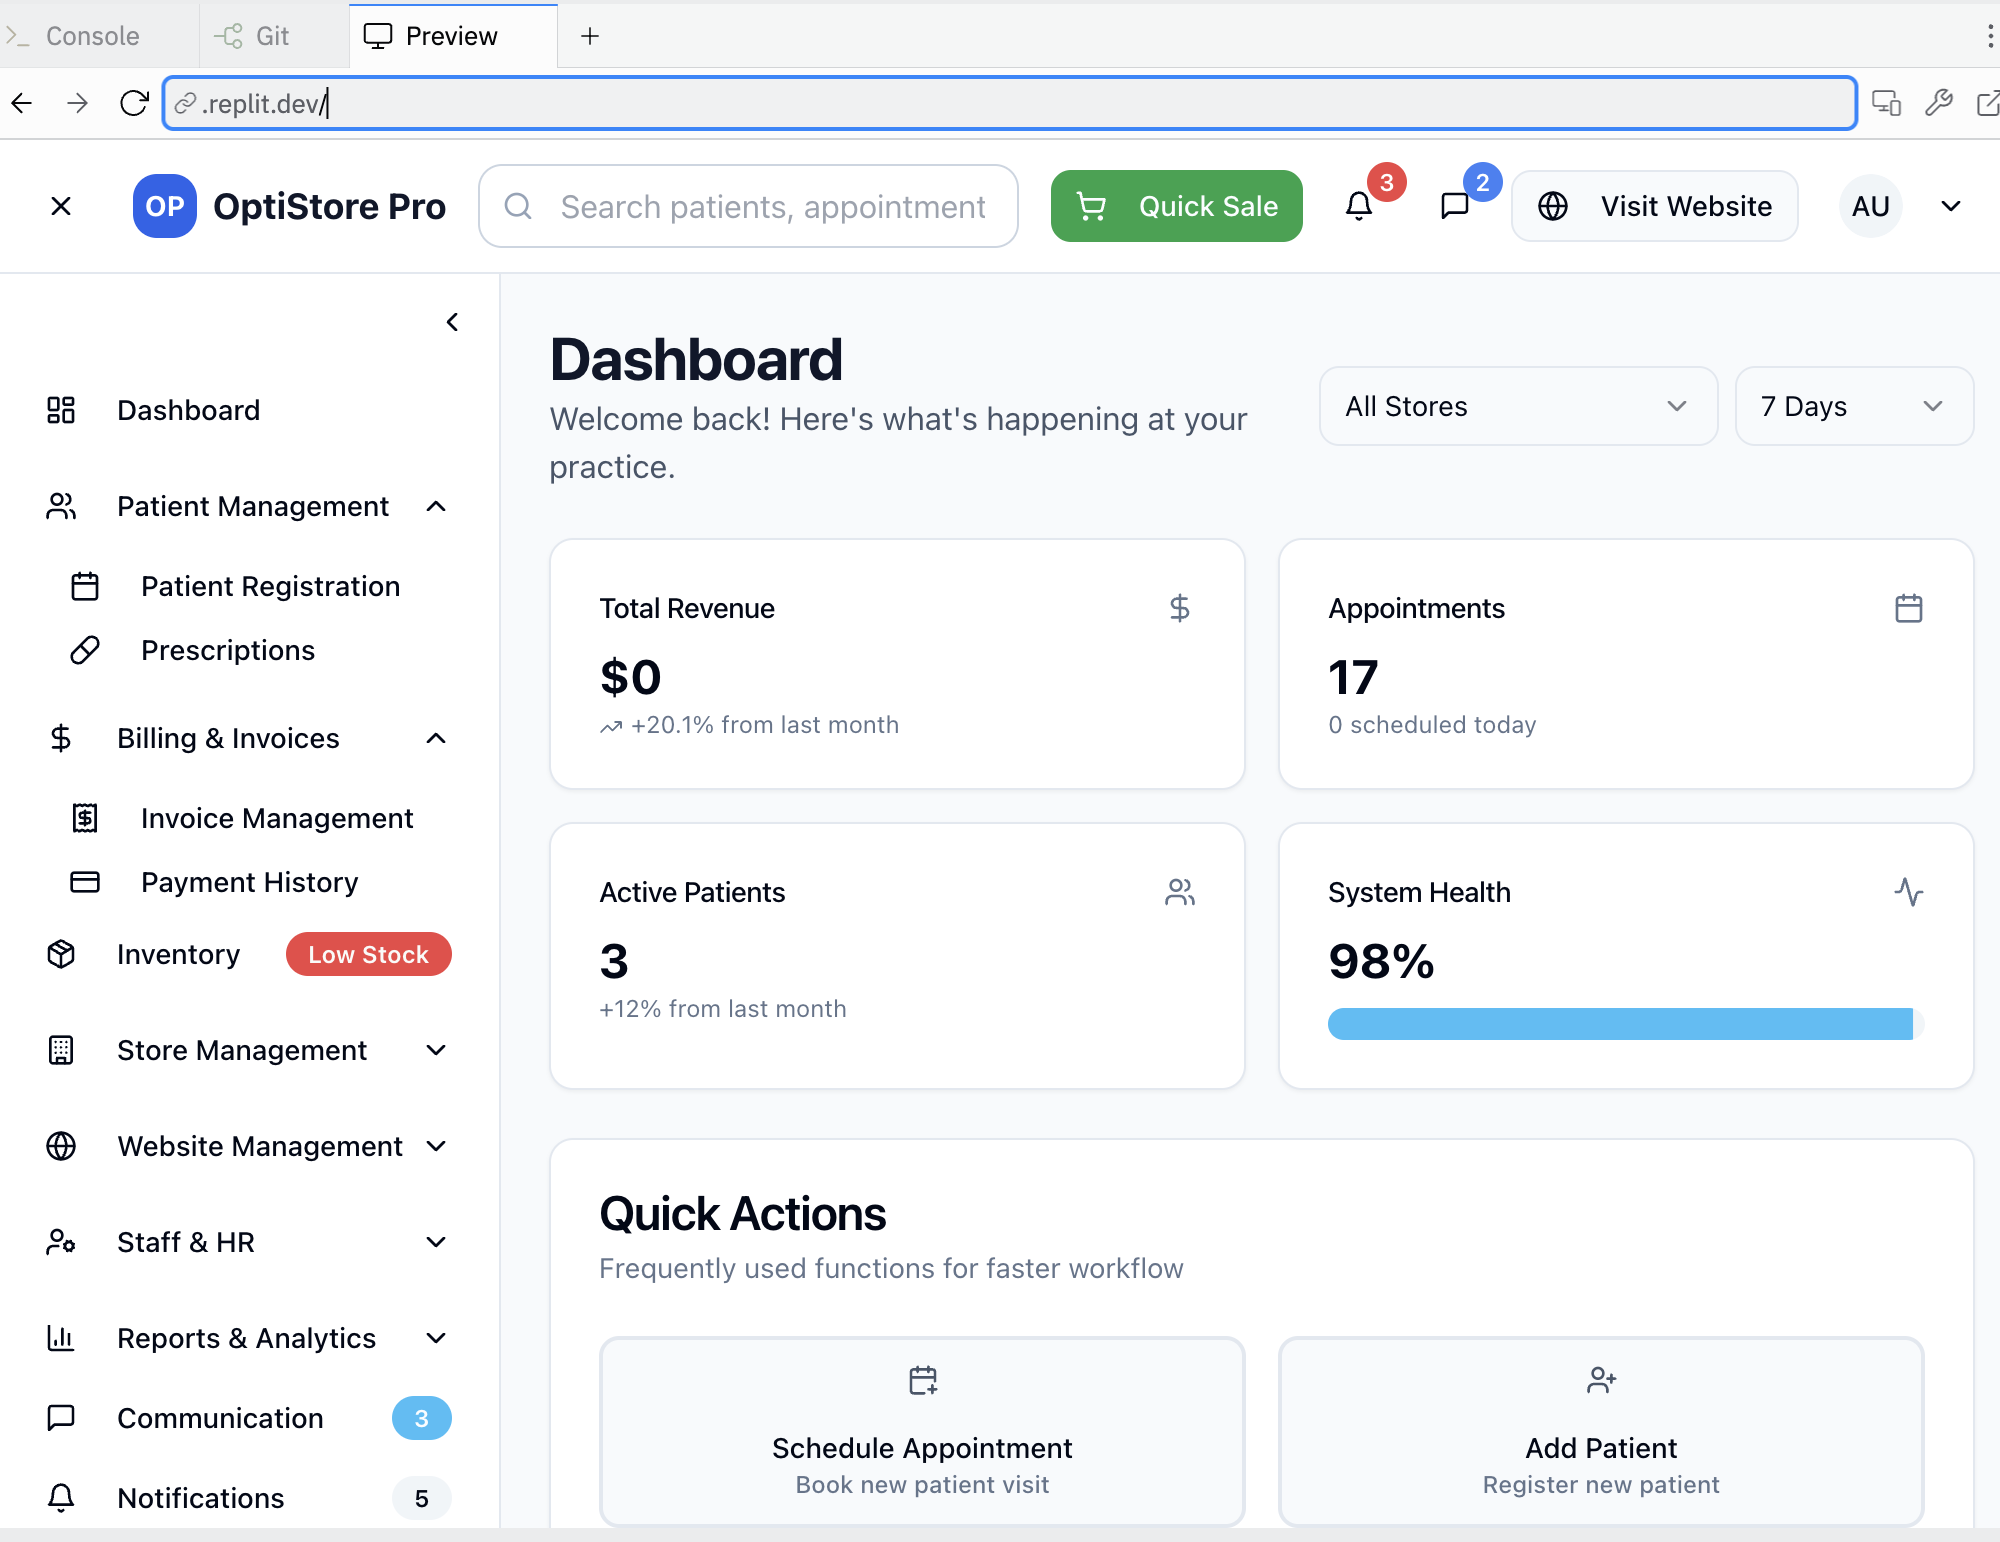 Console
Git
Preview
.replit.dev/
OP
OptiStore Pro
Search patients, appointment
Quick Sale
3
2
Visit Website
AU
Dashboard
Patient Management
Patient Registration
Prescriptions
Billing & Invoices
Invoice Management
Payment History
Inventory
Low Stock
Store Management
Website Management
Staff & HR
Reports & Analytics
Communication
3
Notifications
5
Dashboard
Welcome back! Here's what's happening at your
practice.
All Stores
7 Days
Total Revenue
$0
+20.1% from last month
Appointments
17
0 scheduled today
Active Patients
3
+12% from last month
System Health
98%
Quick Actions
Frequently used functions for faster workflow
Schedule Appointment
Book new patient visit
Add Patient
Register new patient